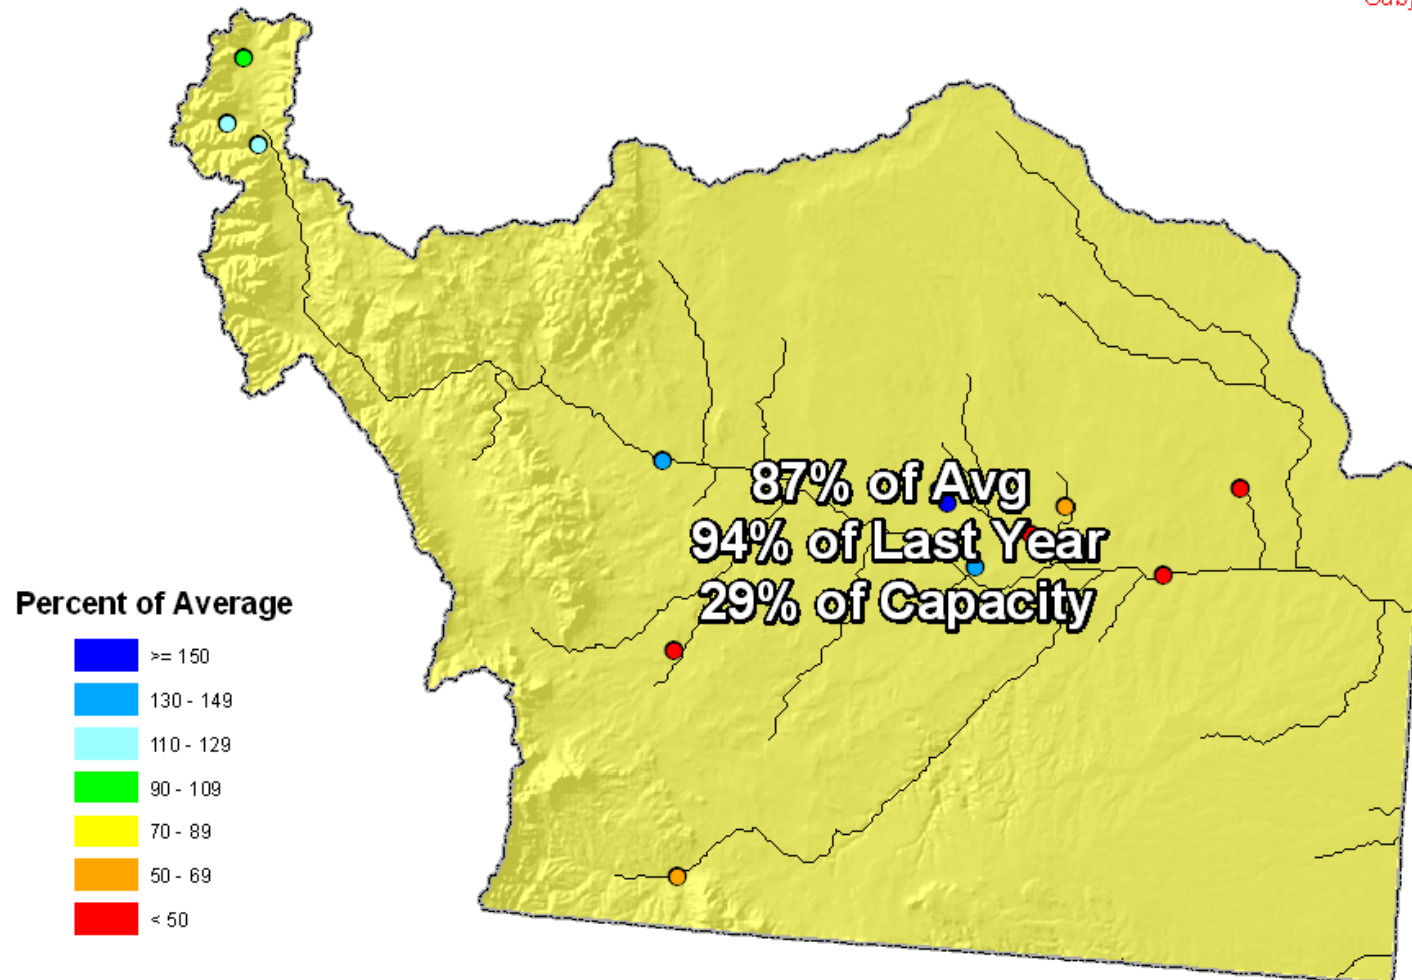 87% of Avg
94% of Last Year
29% of Capacity
Percent of Average
>= 150
130 - 149
110 - 129
90 - 109
70 - 89
50 - 69
< 50